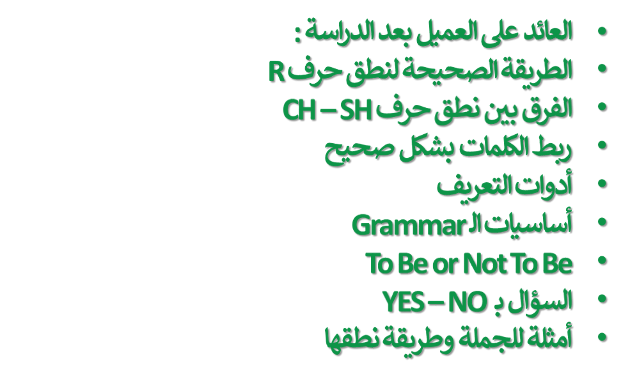 • العائد على العميل بعد الدراسة :
• الطريقة الصحيحة لنطق حرف R
• الفرق بين نطق حرف CH – SH
• ربط الكلمات بشكل صحيح
• أدوات التعريف
• أساسيات الـ Grammar
• To Be or Not To Be
• السؤال بـ YES – NO
• أمثلة للجملة وطريقة نطقها